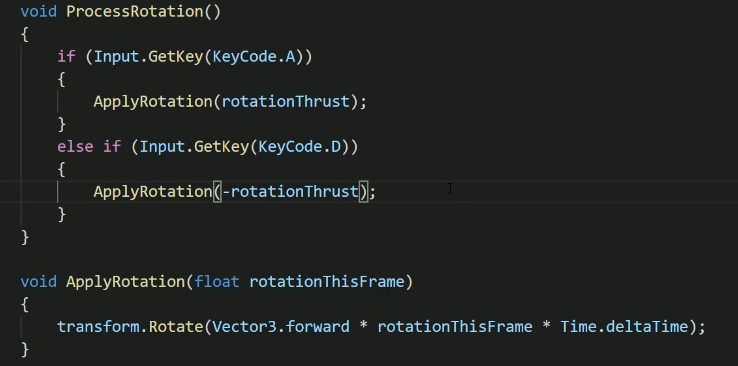 void ProcessRotation()
{
if (Input.GetKey(KeyCode.A))
{
ApplyRotation(rotationThrust);
}
else if (Input.GetKey(KeyCode.D))
{
ApplyRotation(-rotationThrust);
}
}
void ApplyRotation(float rotationThisFrame)
{
transform.Rotate(Vector3.forward * rotationThisFrame * Time.deltaTime);
}